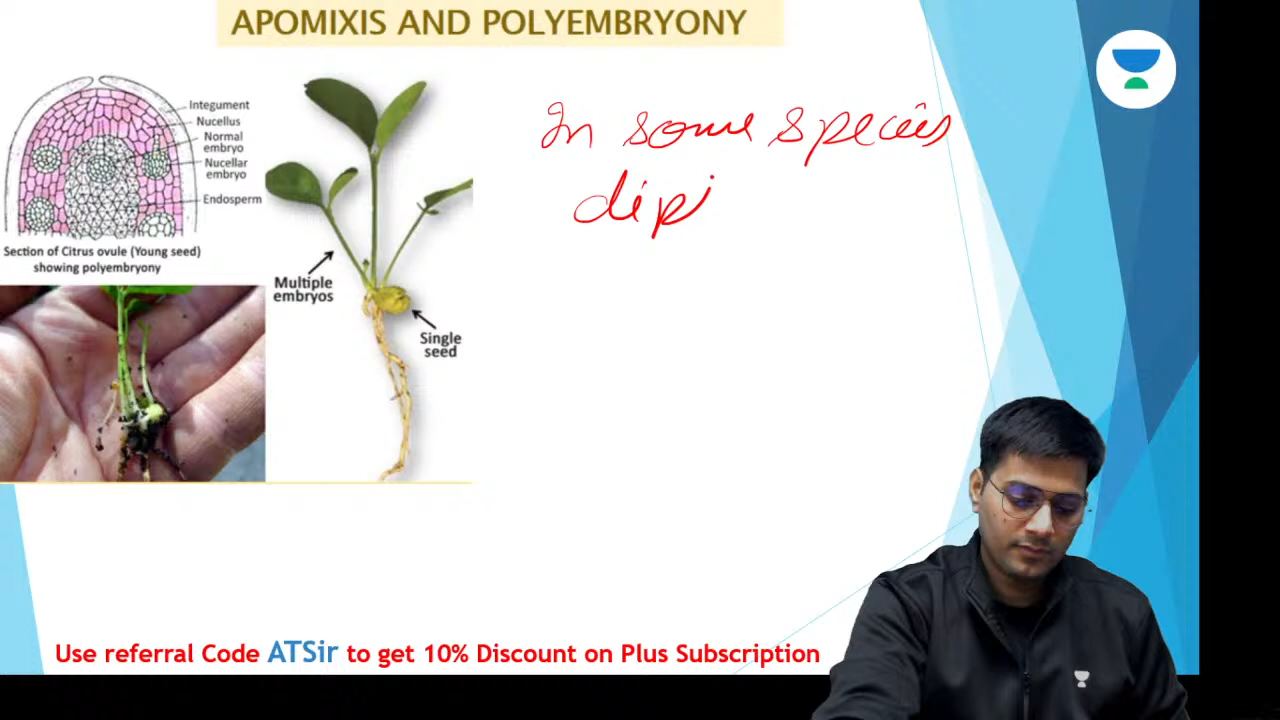 APOMIXIS AND POLYEMBRYONY
Integument
Nucellus
Normal
embryo
Nucellar
embryo
Endosperm
Section of Citrus ovule (Young seed)
showing polyembryony
Multiple
embryos
Single
seed
In some species
dipi
Use referral Code ATSir to get 10% Discount on Plus Subscription